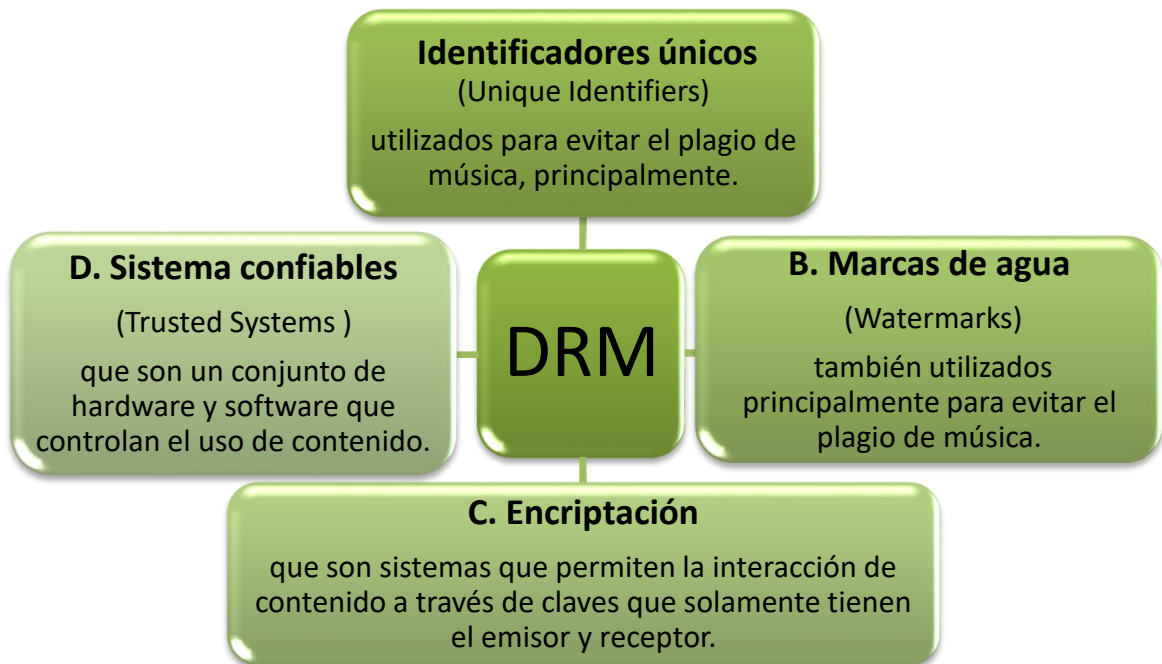 Identificadores únicos
(Unique Identifiers)
utilizados para evitar el plagio de
música, principalmente.
D. Sistema confiables
(Trusted Systems )
que son un conjunto de
hardware y software que
controlan el uso de contenido.
DRM
B. Marcas de agua
(Watermarks)
también utilizados
principalmente para evitar el
plagio de música.
C. Encriptación
que son sistemas que permiten la interacción de
contenido a través de claves que solamente tienen
el emisor y receptor.